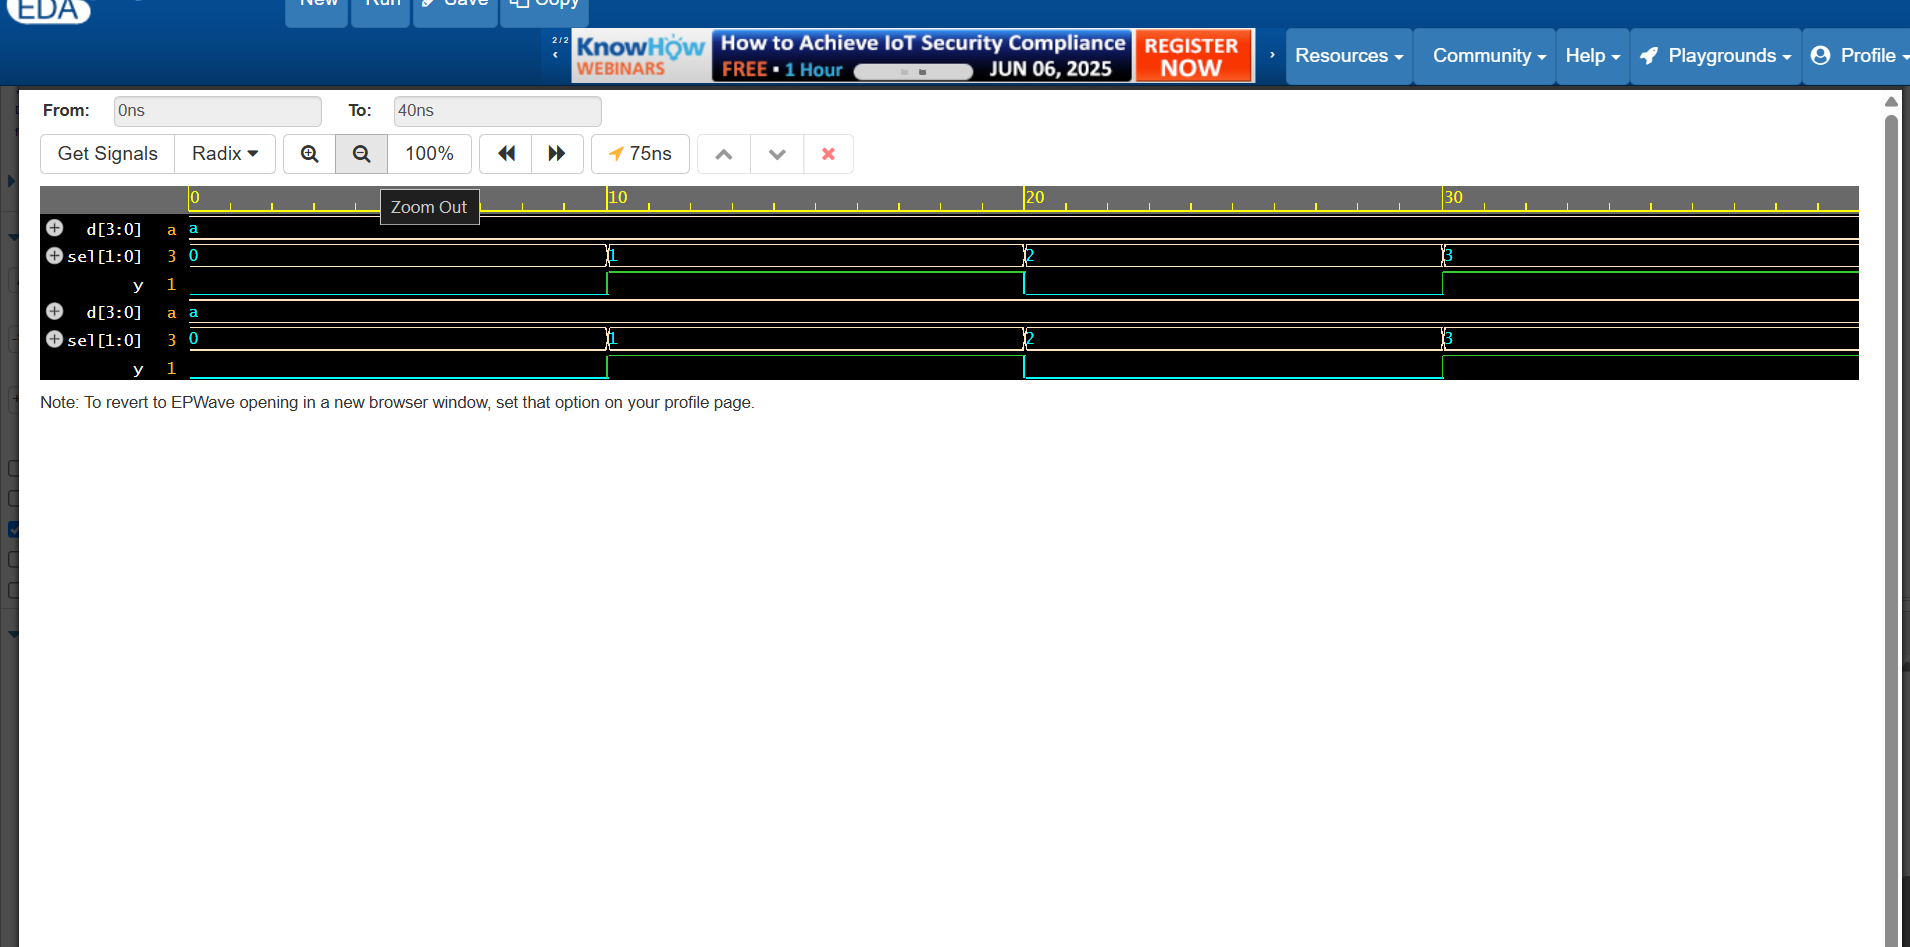 EDA
New Run Save Copy
2 / 2
KnowHow
WEBINARS
How to Achieve IoT Security Compliance
FREE • 1 Hour JUN 06, 2025
REGISTER
NOW
Resources Community Help Playgrounds Profile
From: 0ns To: 40ns
Get Signals Radix 100% 75ns
Zoom Out
0 10 20 30
d[3:0] a a
sel[1:0] 3 0 1 2 3
y 1
d[3:0] a a
sel[1:0] 3 0 1 2 3
y 1
Note: To revert to EPWave opening in a new browser window, set that option on your profile page.